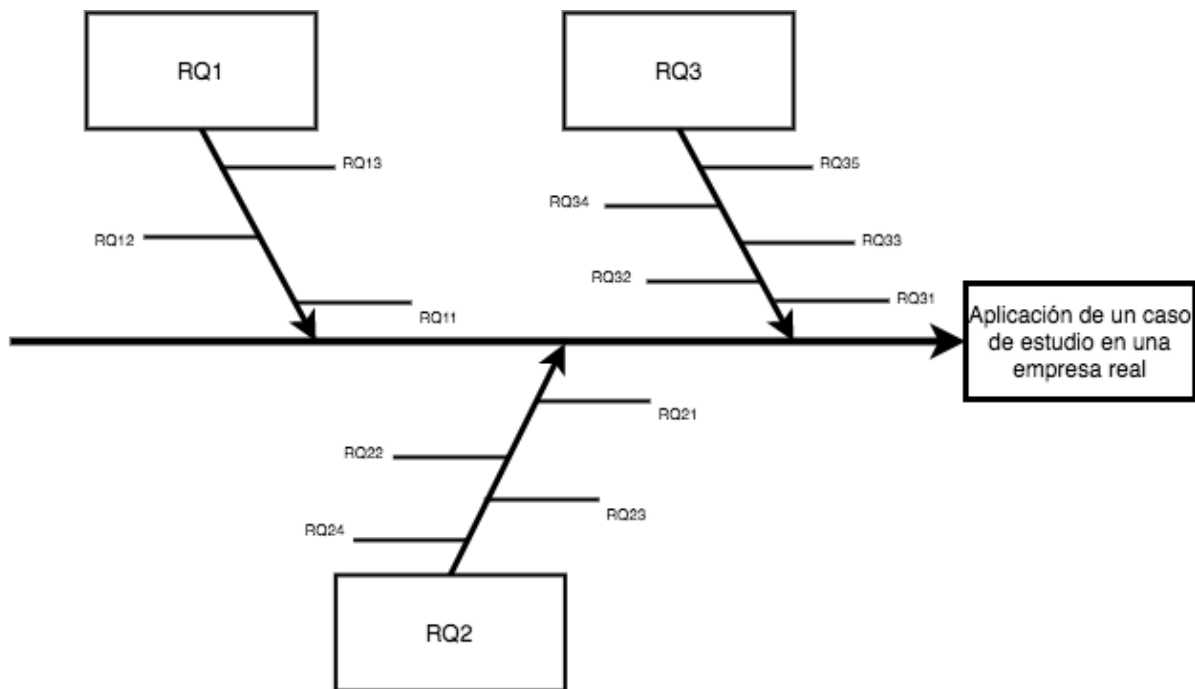 RQ1
RQ3
RQ13
RQ35
RQ34
RQ12
RQ33
RQ32
RQ31
RQ11
Aplicación de un caso
de estudio en una
empresa real
RQ21
RQ22
RQ23
RQ24
RQ2